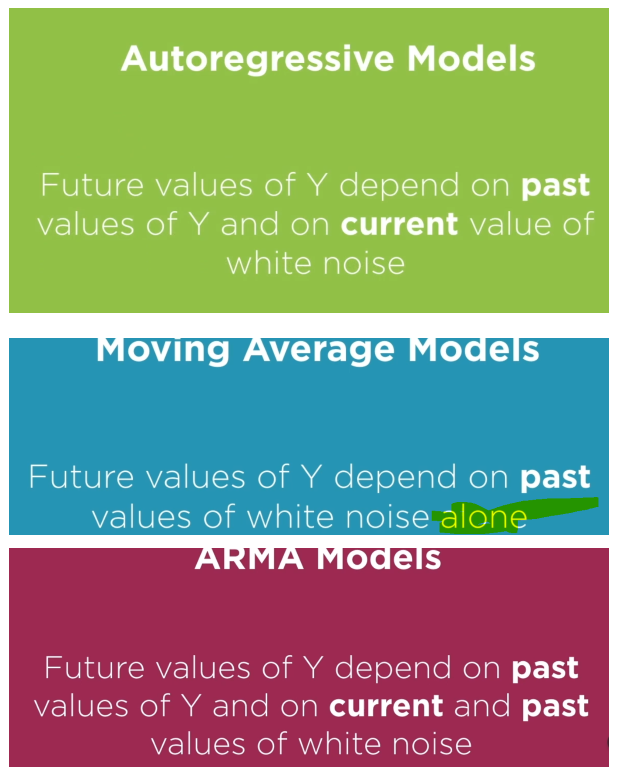 Autoregressive Models
Future values of Y depend on past
values of Y and on current value of
white noise
Moving Average Models
Future values of Y depend on past
values of white noise alone
ARMA Models
Future values of Y depend on past
values of Y and on current and past
values of white noise